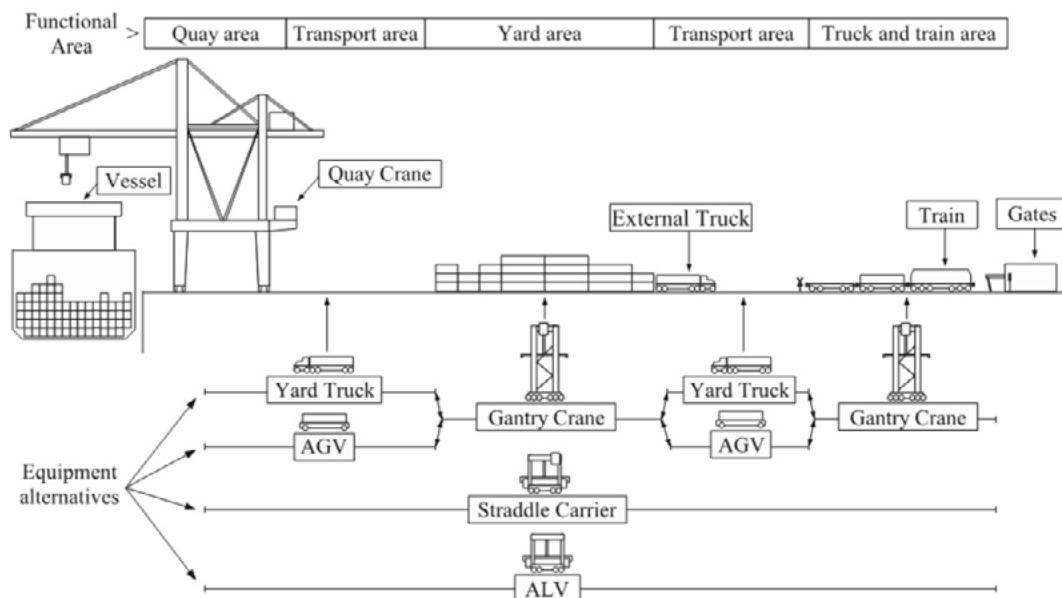 Functional
Area
>
Quay area
Transport area
Yard area
Transport area
Truck and train area
Vessel
Quay Crane
External Truck
Train
Gates
Yard Truck
Yard Truck
Gantry Crane
Gantry Crane
AGV
AGV
Equipment
alternatives
Straddle Carrier
ALV